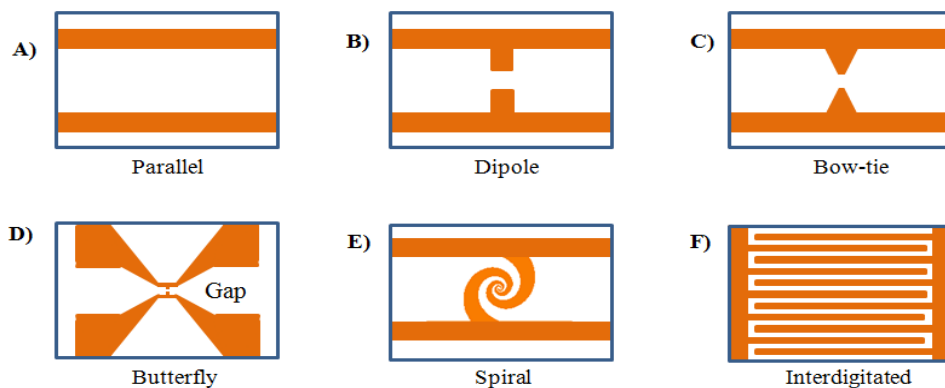 A)
Parallel
B)
Dipole
C)
Bow-tie
D)
Gap
Butterfly
E)
Spiral
F)
Interdigitated